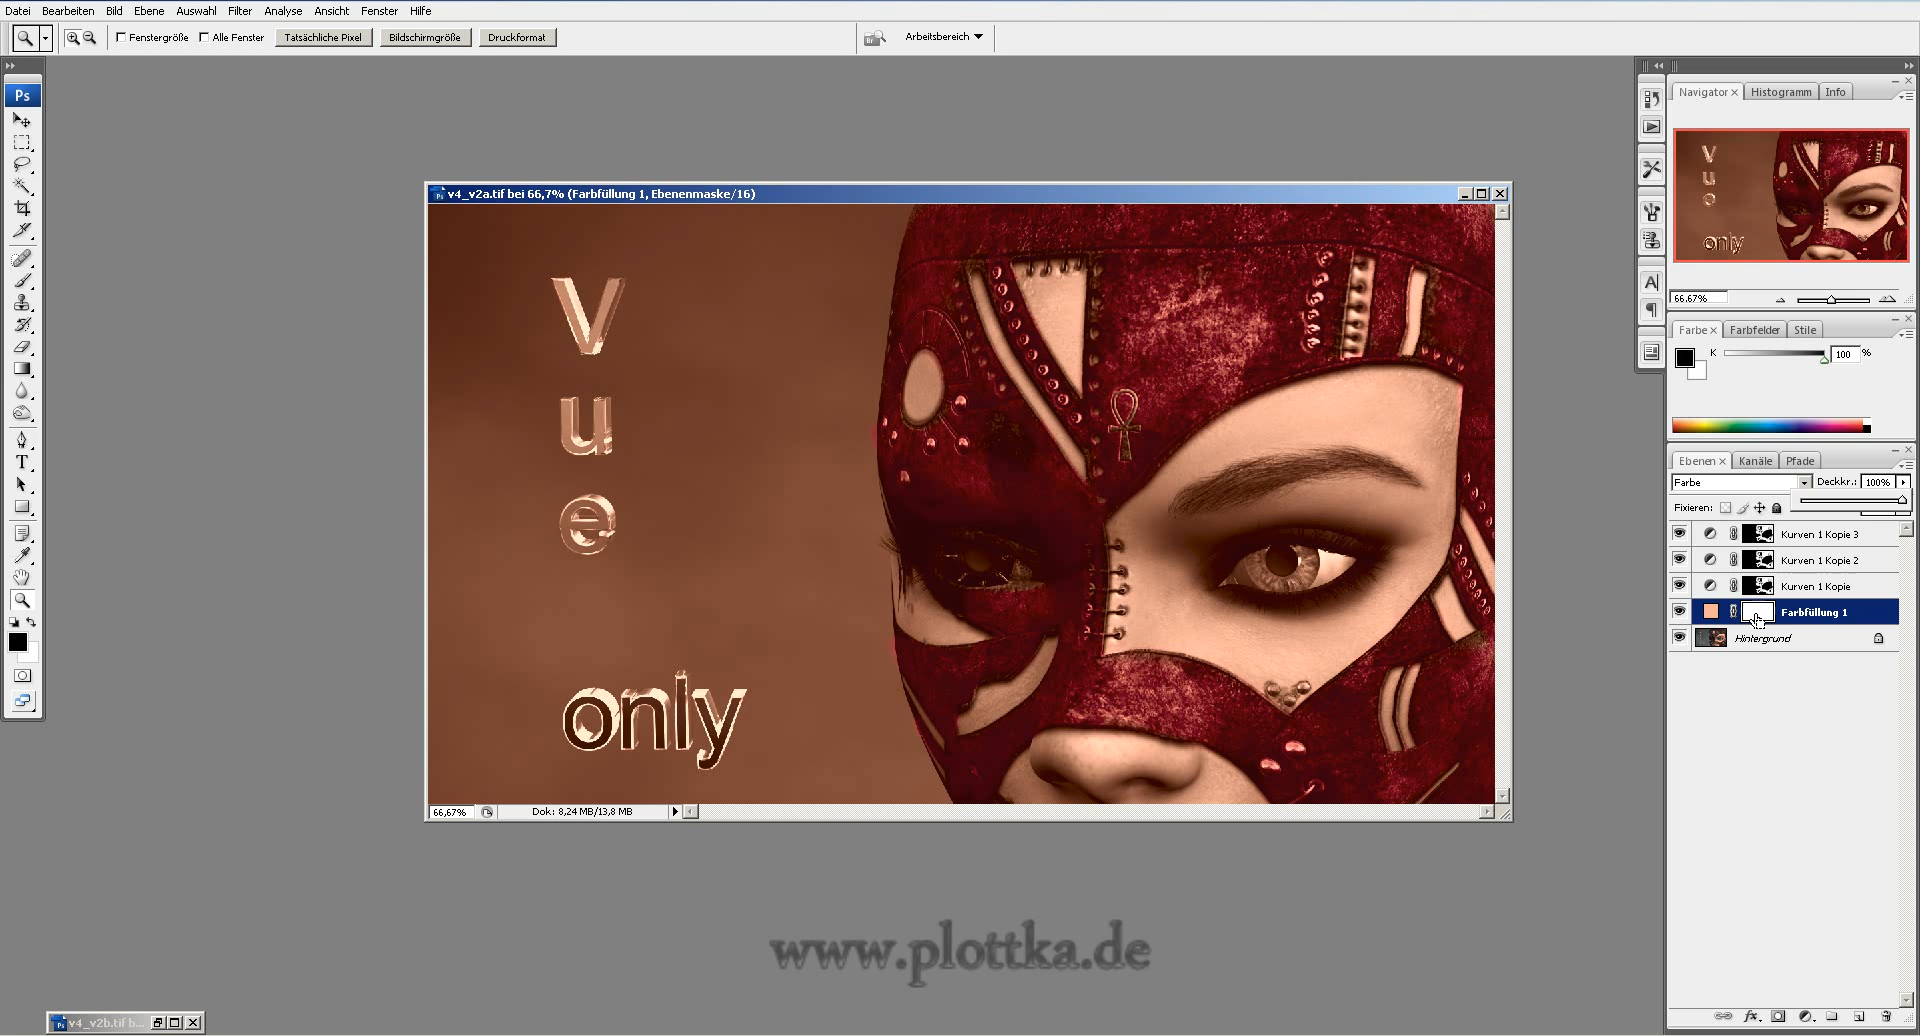 Datei Bearbeiten Bild Ebene Auswahl Filter Analyse Ansicht Fenster Hilfe
Fenstergröße Alle Fenster Tatsächliche Pixel Bildschirmgröße Druckformat Arbeitsbereich
Ps
Navigator × Histogramm Info
66.67%
Farbe × Farbfelder Stile
K 100 %
Ebenen × Kanäle Pfade
Farbe Deckkr.: 100%
Fixieren:
Kurven 1 Kopie 3
Kurven 1 Kopie 2
Kurven 1 Kopie
Farbfüllung 1
Hintergrund
v4_v2a.tif bei 66,7% (Farbfüllung 1, Ebenenmaske/16)
V
u
e
only
66,67% Dok: 8,24 MB/13,8 MB
www.plottka.de
v4_v2b.tif b...